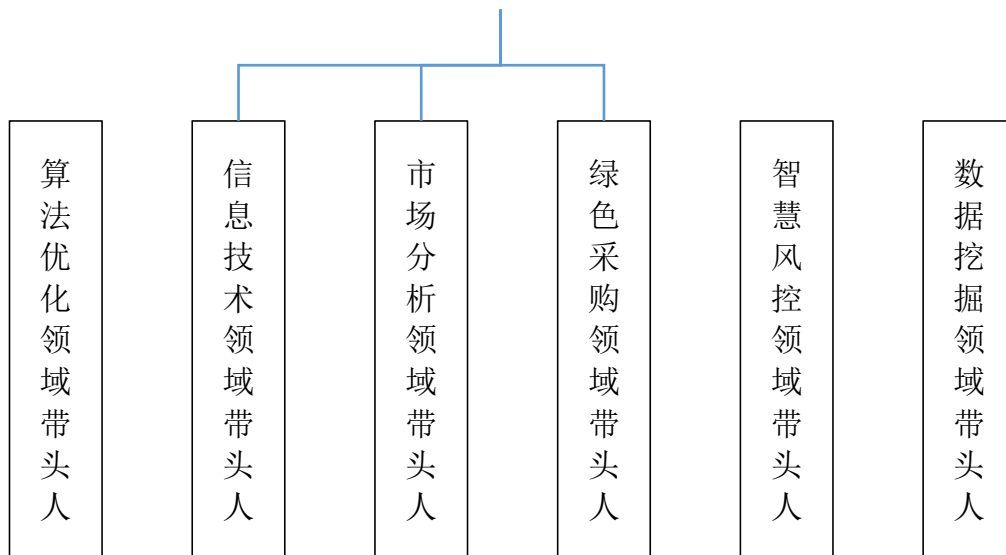 算法优化领域带头人
信息技术领域带头人
市场分析领域带头人
绿色采购领域带头人
智慧风控领域带头人
数据挖掘领域带头人